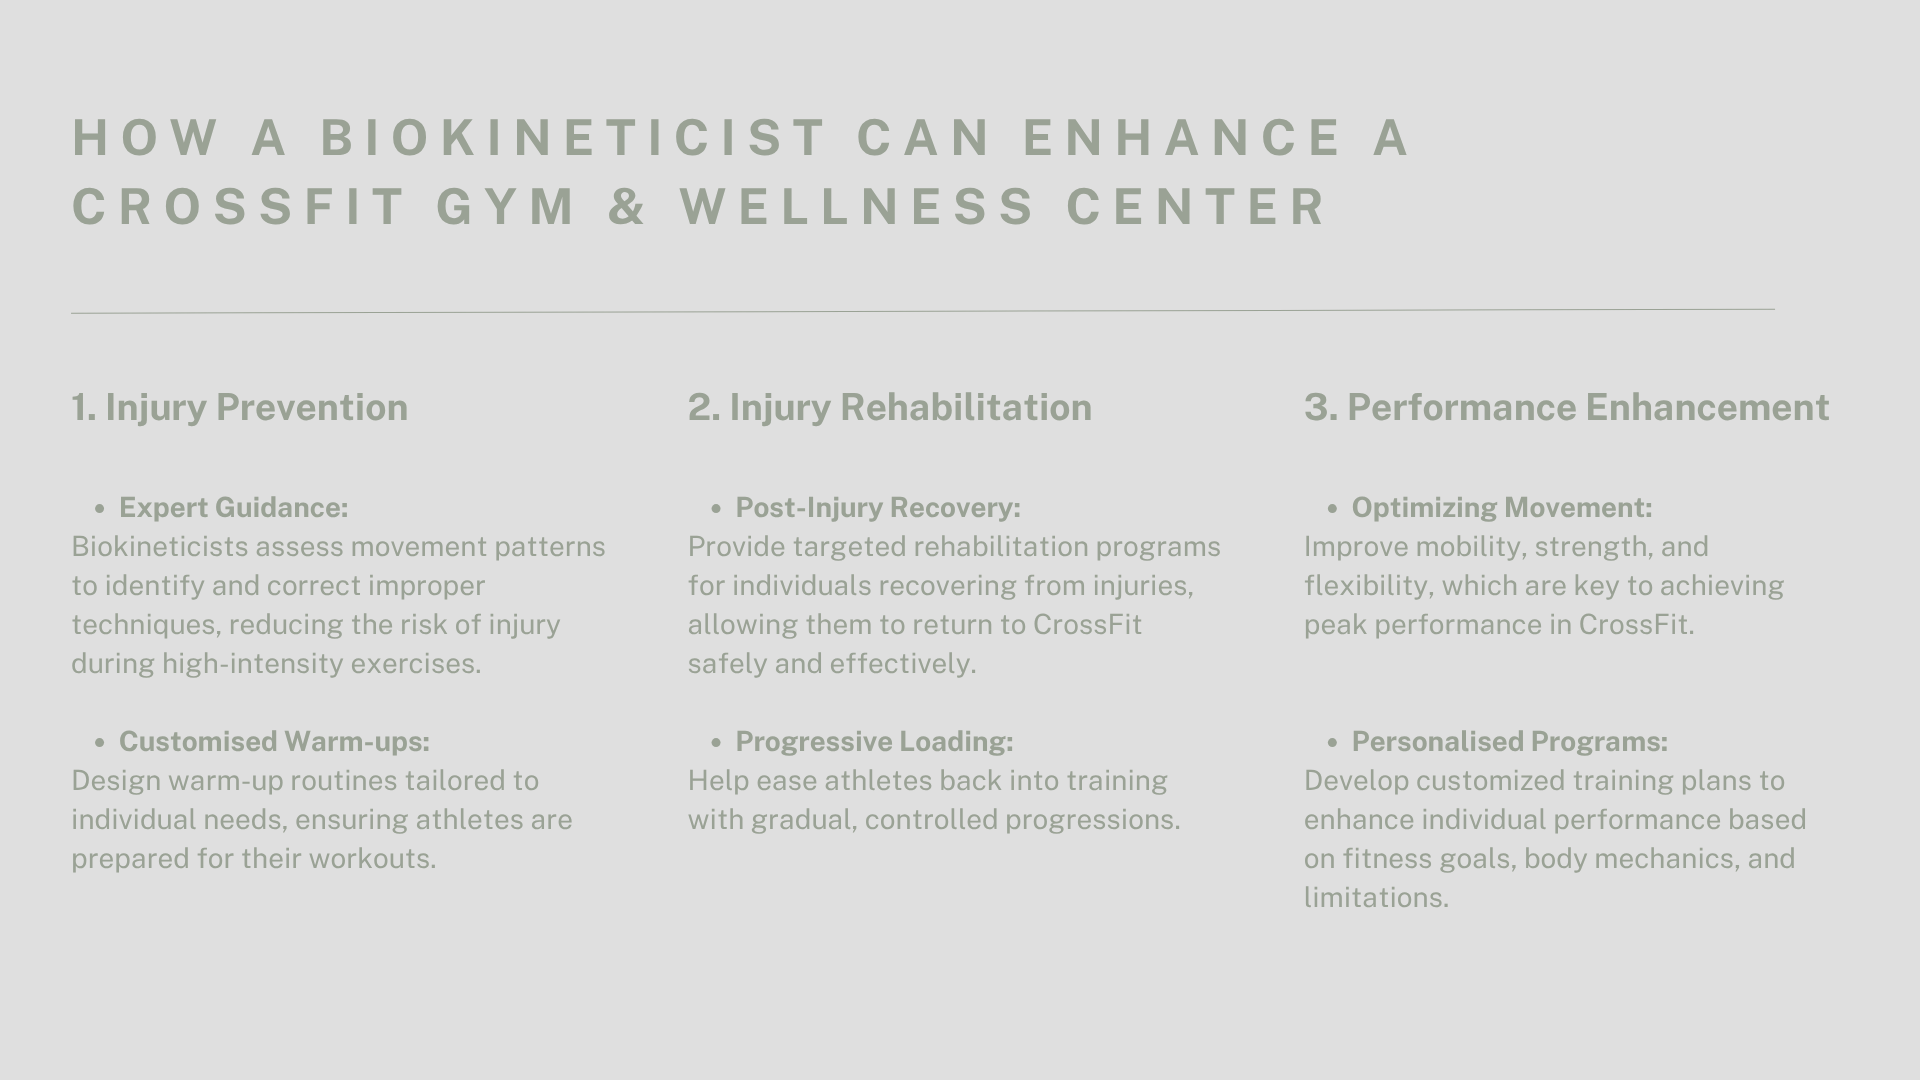 HOW A BIOKINETICIST CAN ENHANCE A
CROSSFIT GYM & WELLNESS CENTER
1. Injury Prevention
• Expert Guidance:
Biokineticists assess movement patterns
to identify and correct improper
techniques, reducing the risk of injury
during high-intensity exercises.
• Customised Warm-ups:
Design warm-up routines tailored to
individual needs, ensuring athletes are
prepared for their workouts.
2. Injury Rehabilitation
• Post-Injury Recovery:
Provide targeted rehabilitation programs
for individuals recovering from injuries,
allowing them to return to CrossFit
safely and effectively.
• Progressive Loading:
Help ease athletes back into training
with gradual, controlled progressions.
3. Performance Enhancement
• Optimizing Movement:
Improve mobility, strength, and
flexibility, which are key to achieving
peak performance in CrossFit.
• Personalised Programs:
Develop customized training plans to
enhance individual performance based
on fitness goals, body mechanics, and
limitations.